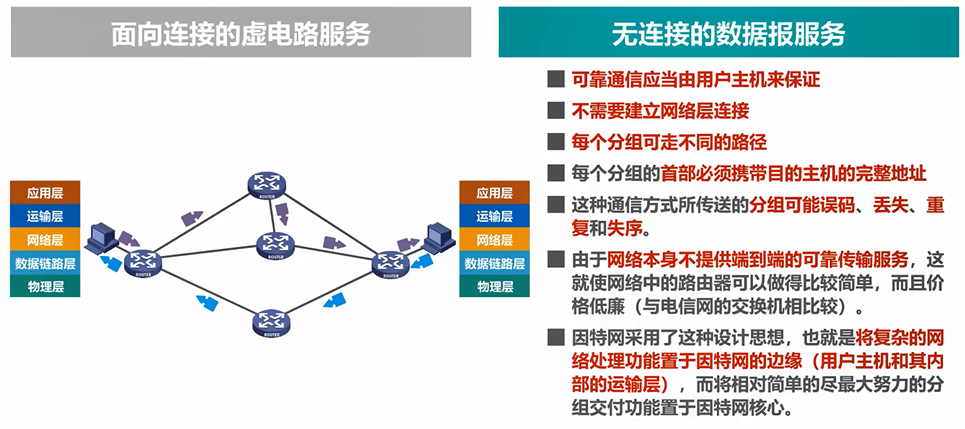 面向连接的虚电路服务
无连接的数据报服务
应用层
运输层
网络层
数据链路层
物理层
ROUTER
ROUTER
ROUTER
ROUTER
ROUTER
应用层
运输层
网络层
数据链路层
物理层
可靠通信应当由用户主机来保证
不需要建立网络层连接
每个分组可走不同的路径
每个分组的首部必须携带目的主机的完整地址
这种通信方式所传送的分组可能误码、丢失、重
复和失序。
由于网络本身不提供端到端的可靠传输服务，这
就使网络中的路由器可以做得比较简单，而且价
格低廉（与电信网的交换机相比较）。
因特网采用了这种设计思想，也就是将复杂的网
络处理功能置于因特网的边缘（用户主机和其内
部的运输层），而将相对简单的尽最大努力的分
组交付功能置于因特网核心。